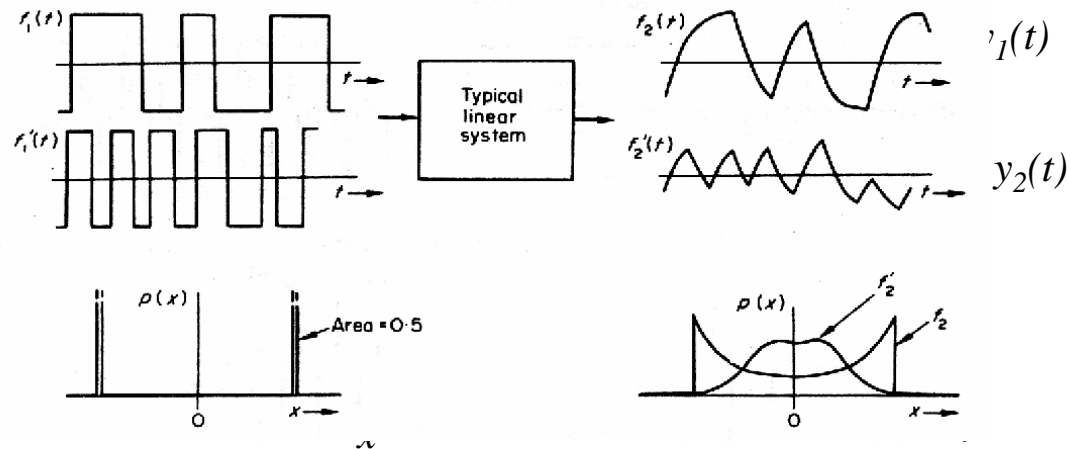 f₁(t)
t
f₁'(t)
t
Typical
linear
system
f₂(t)
y₁(t)
t
f₂'(t)
y₂(t)
t
p(x)
Area = 0·5
0
x
p(x)
f₂'
f₂
0
x